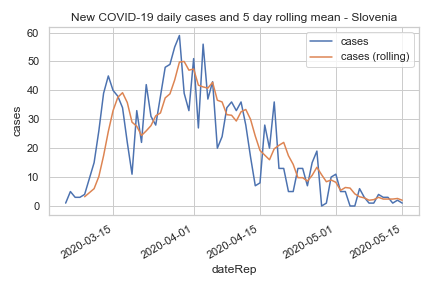 New COVID-19 daily cases and 5 day rolling mean - Slovenia
cases
cases (rolling)
60
50
40
30
20
10
0
cases
2020-03-15
2020-04-01
2020-04-15
2020-05-01
2020-05-15
dateRep